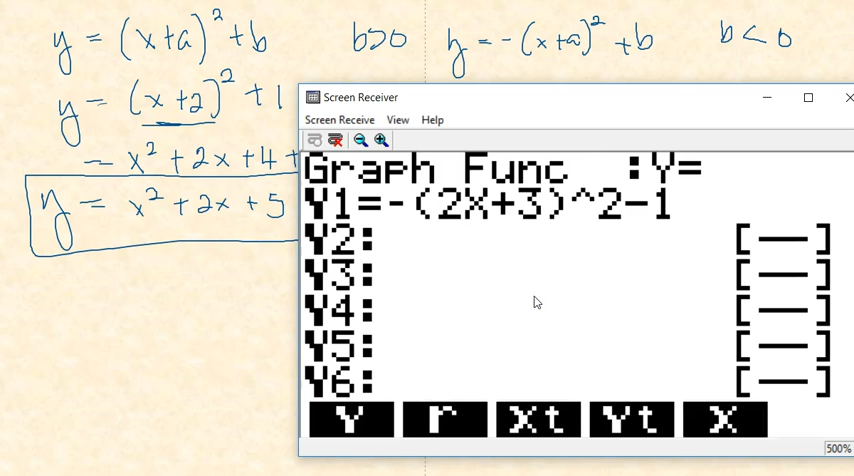 y = (x+a)² + b    b>0
y = (x+2)² + 1
= x² + 2x + 4 +
y = x² + 2x + 5
y = -(x+a)² + b    b < 0
Screen Receiver
Screen Receive View Help
Graph Func :Y=
Y1=-(2X+3)^2-1
Y2: [—]
Y3: [—]
Y4: [—]
Y5: [—]
Y6: [—]
Y r Xt Yt X
500%